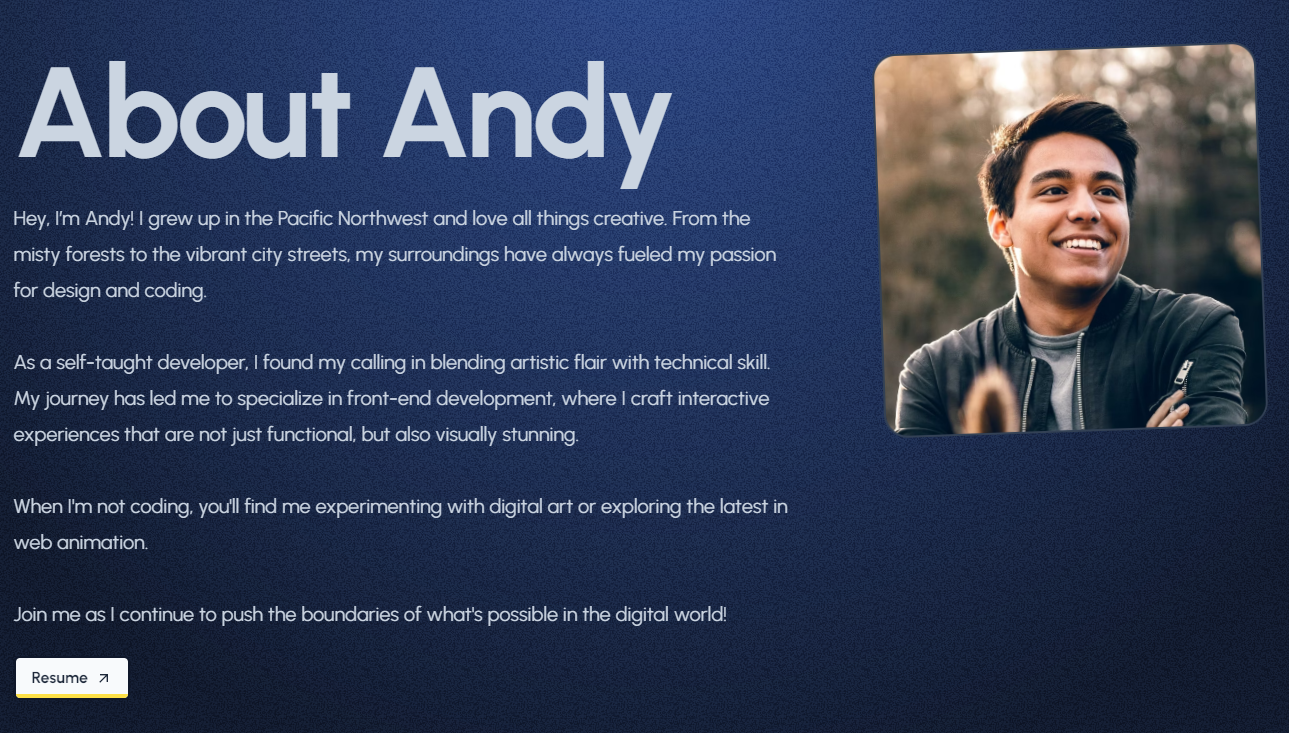 About Andy
Hey, I'm Andy! I grew up in the Pacific Northwest and love all things creative. From the
misty forests to the vibrant city streets, my surroundings have always fueled my passion
for design and coding.
As a self-taught developer, I found my calling in blending artistic flair with technical skill.
My journey has led me to specialize in front-end development, where I craft interactive
experiences that are not just functional, but also visually stunning.
When I'm not coding, you'll find me experimenting with digital art or exploring the latest in
web animation.
Join me as I continue to push the boundaries of what's possible in the digital world!
Resume